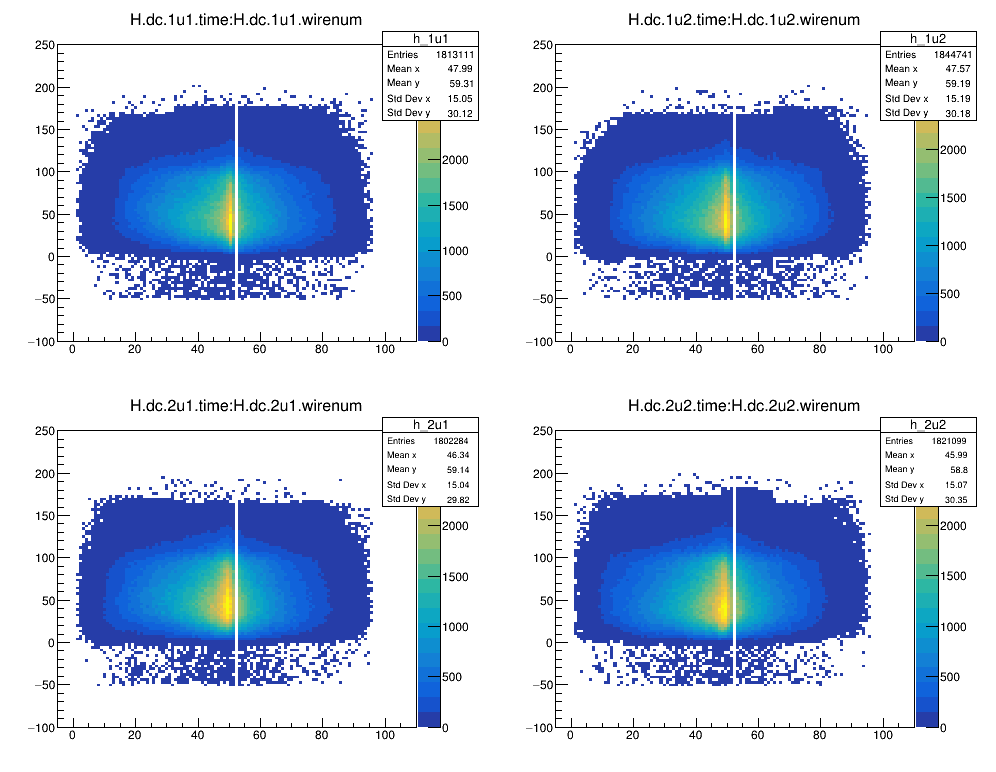 H.dc.1u1.time:H.dc.1u1.wirenum
h_1u1
Entries 1813111
Mean x 47.99
Mean y 59.31
Std Dev x 15.05
Std Dev y 30.12
250
200
150
100
50
0
−50
−100
0 20 40 60 80 100
2000
1500
1000
500
0
H.dc.1u2.time:H.dc.1u2.wirenum
h_1u2
Entries 1844741
Mean x 47.57
Mean y 59.19
Std Dev x 15.19
Std Dev y 30.18
250
200
150
100
50
0
−50
−100
0 20 40 60 80 100
2000
1500
1000
500
0
H.dc.2u1.time:H.dc.2u1.wirenum
h_2u1
Entries 1802284
Mean x 46.34
Mean y 59.14
Std Dev x 15.04
Std Dev y 29.82
250
200
150
100
50
0
−50
−100
0 20 40 60 80 100
2000
1500
1000
500
0
H.dc.2u2.time:H.dc.2u2.wirenum
h_2u2
Entries 1821099
Mean x 45.99
Mean y 58.8
Std Dev x 15.07
Std Dev y 30.35
250
200
150
100
50
0
−50
−100
0 20 40 60 80 100
2000
1500
1000
500
0